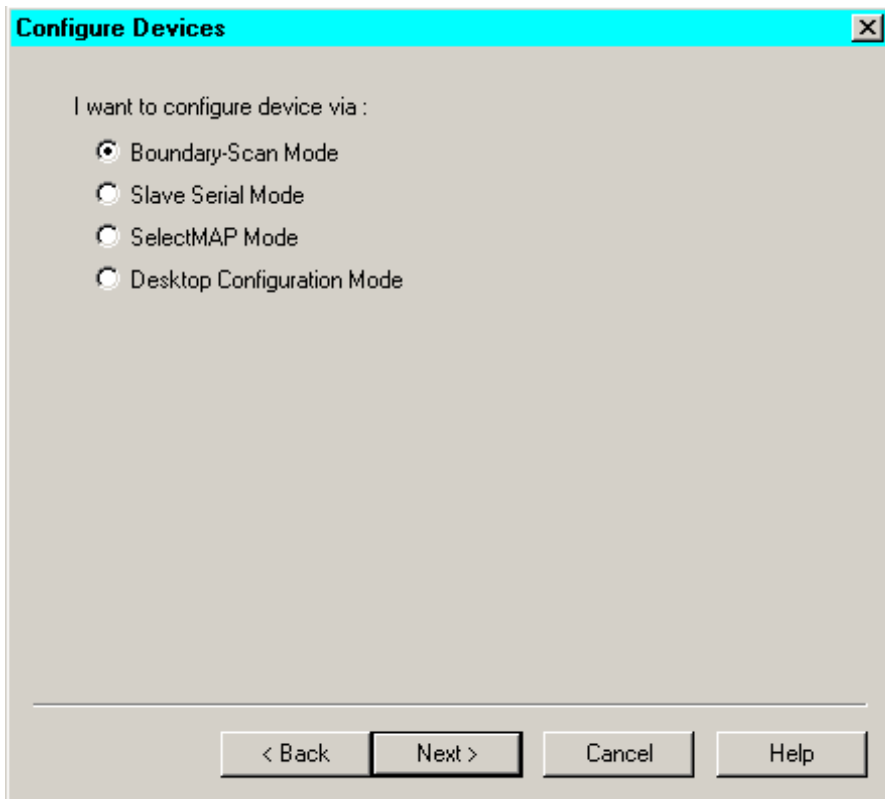 Configure Devices
I want to configure device via :
Boundary-Scan Mode
Slave Serial Mode
SelectMAP Mode
Desktop Configuration Mode
< Back Next > Cancel Help